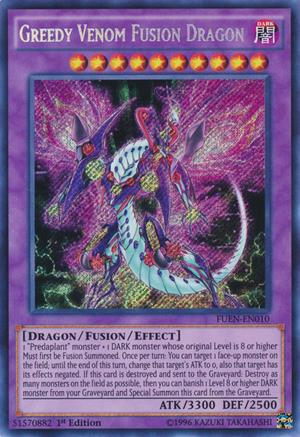 GREEDY VENOM FUSION DRAGON
DARK
闇
FUEN-EN010
[DRAGON/FUSION/EFFECT]
1 "Predaplant" monster + 1 DARK monster whose original Level is 8 or higher
Must first be Fusion Summoned. Once per turn: You can target 1 face-up monster on
the field; until the end of this turn, change that target's ATK to 0, also that target has
its effects negated. If this card is destroyed and sent to the Graveyard: Destroy as
many monsters on the field as possible, then you can banish 1 Level 8 or higher DARK
monster from your Graveyard and Special Summon this card from the Graveyard.
ATK/3300 DEF/2500
51570882 1st Edition ©1996 KAZUKI TAKAHASHI